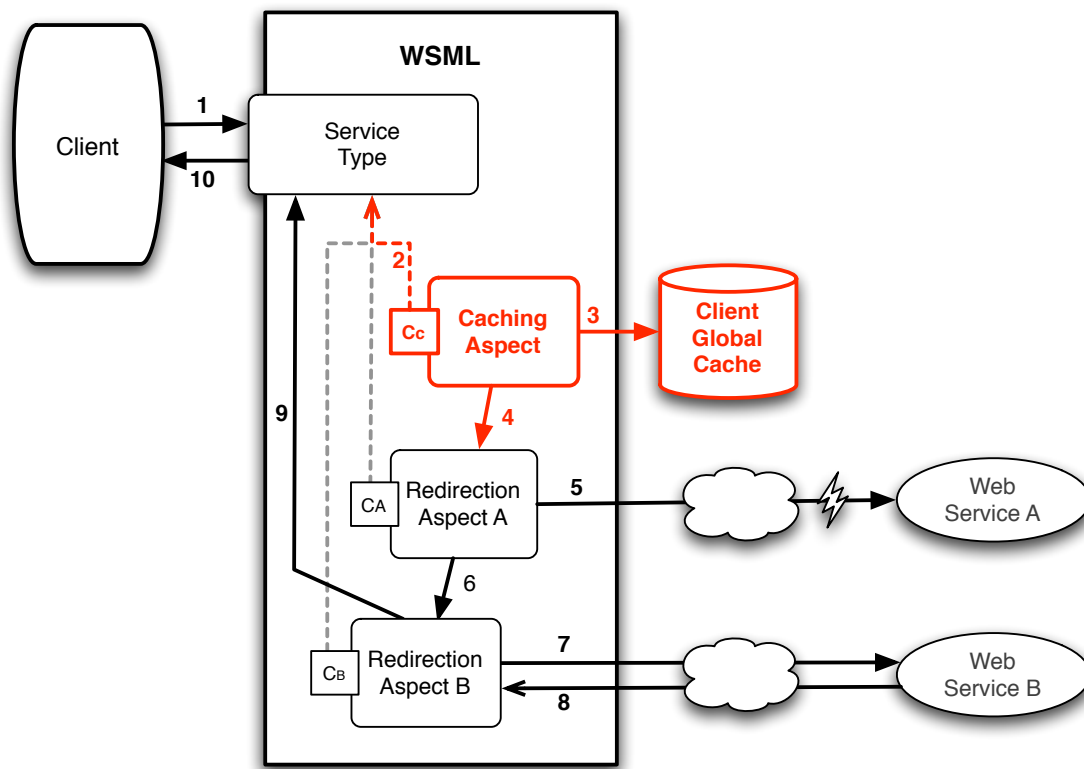 WSML
1
Client
Service
Type
10
2
Cc
Caching
Aspect
3
Client
Global
Cache
9
4
CA
Redirection
Aspect A
5
Web
Service A
6
CB
Redirection
Aspect B
7
8
Web
Service B